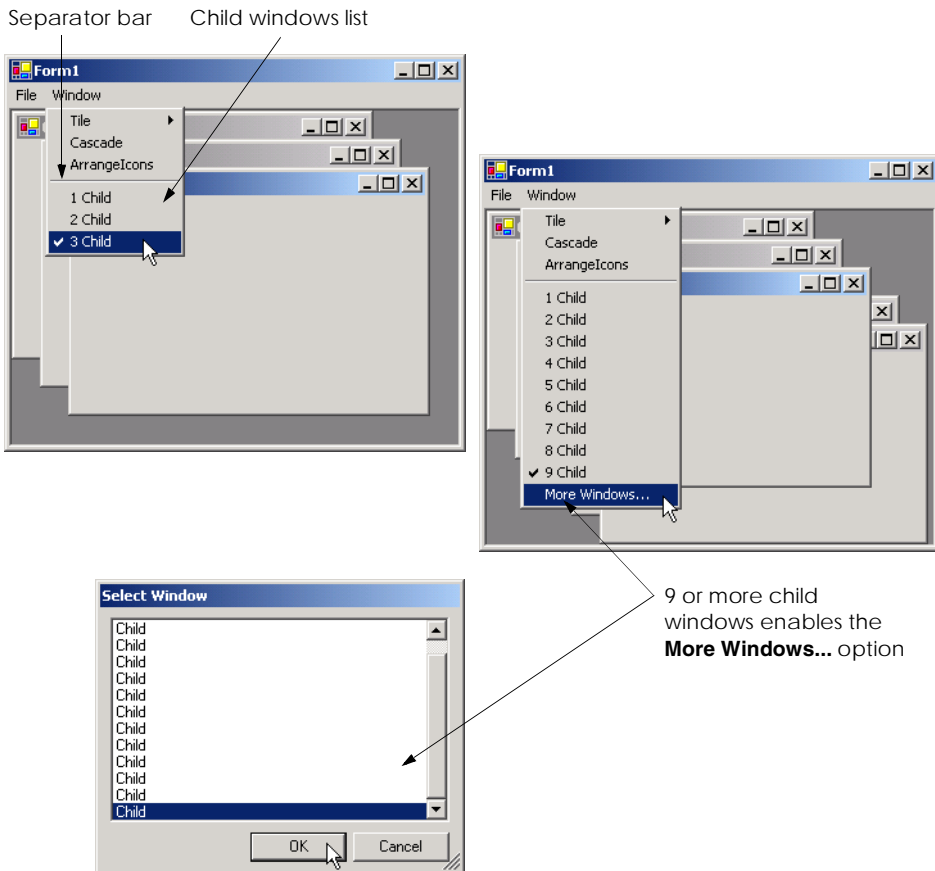 Separator bar
Child windows list
Form1
File Window
Tile
Cascade
ArrangeIcons
1 Child
2 Child
3 Child
Form1
File Window
Tile
Cascade
ArrangeIcons
1 Child
2 Child
3 Child
4 Child
5 Child
6 Child
7 Child
8 Child
9 Child
More Windows...
9 or more child
windows enables the
More Windows... option
Select Window
Child
Child
Child
Child
Child
Child
Child
Child
Child
Child
Child
Child
OK
Cancel